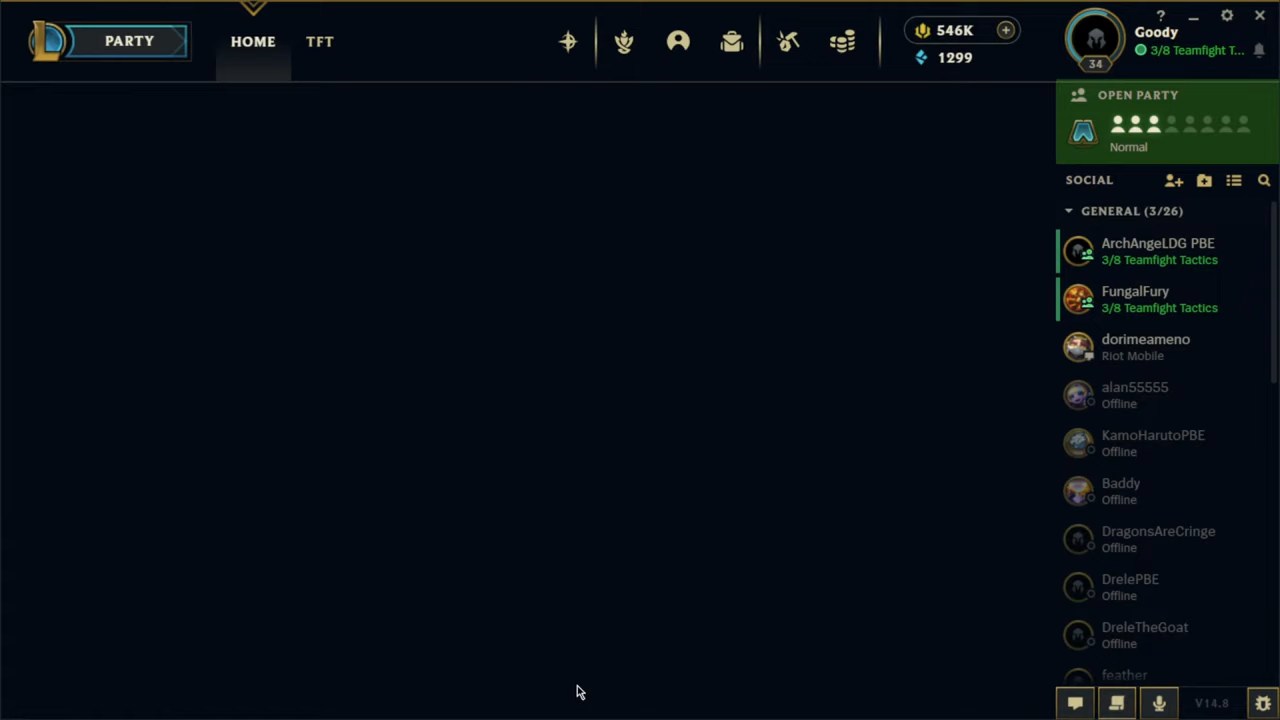 PARTY
HOME
TFT
546K
1299
?
Goody
3/8 Teamfight T...
34
OPEN PARTY
Normal
SOCIAL
GENERAL (3/26)
ArchAngeLDG PBE
3/8 Teamfight Tactics
FungalFury
3/8 Teamfight Tactics
dorimeameno
Riot Mobile
alan55555
Offline
KamoHarutoPBE
Offline
Baddy
Offline
DragonsAreCringe
Offline
DrelePBE
Offline
DreleTheGoat
Offline
feather
V14.8